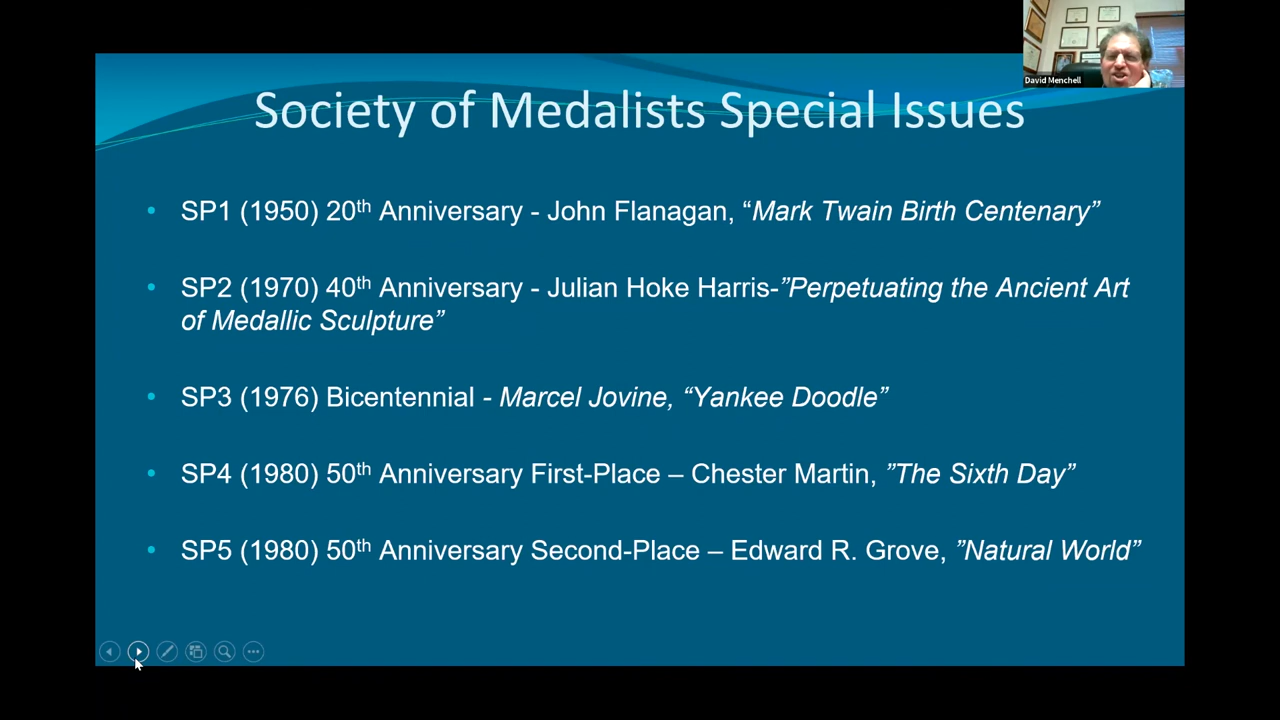 David Menchell
Society of Medalists Special Issues
• SP1 (1950) 20th Anniversary - John Flanagan, “Mark Twain Birth Centenary”
• SP2 (1970) 40th Anniversary - Julian Hoke Harris-”Perpetuating the Ancient Art
of Medallic Sculpture”
• SP3 (1976) Bicentennial - Marcel Jovine, “Yankee Doodle”
• SP4 (1980) 50th Anniversary First-Place – Chester Martin, ”The Sixth Day”
• SP5 (1980) 50th Anniversary Second-Place – Edward R. Grove, ”Natural World”